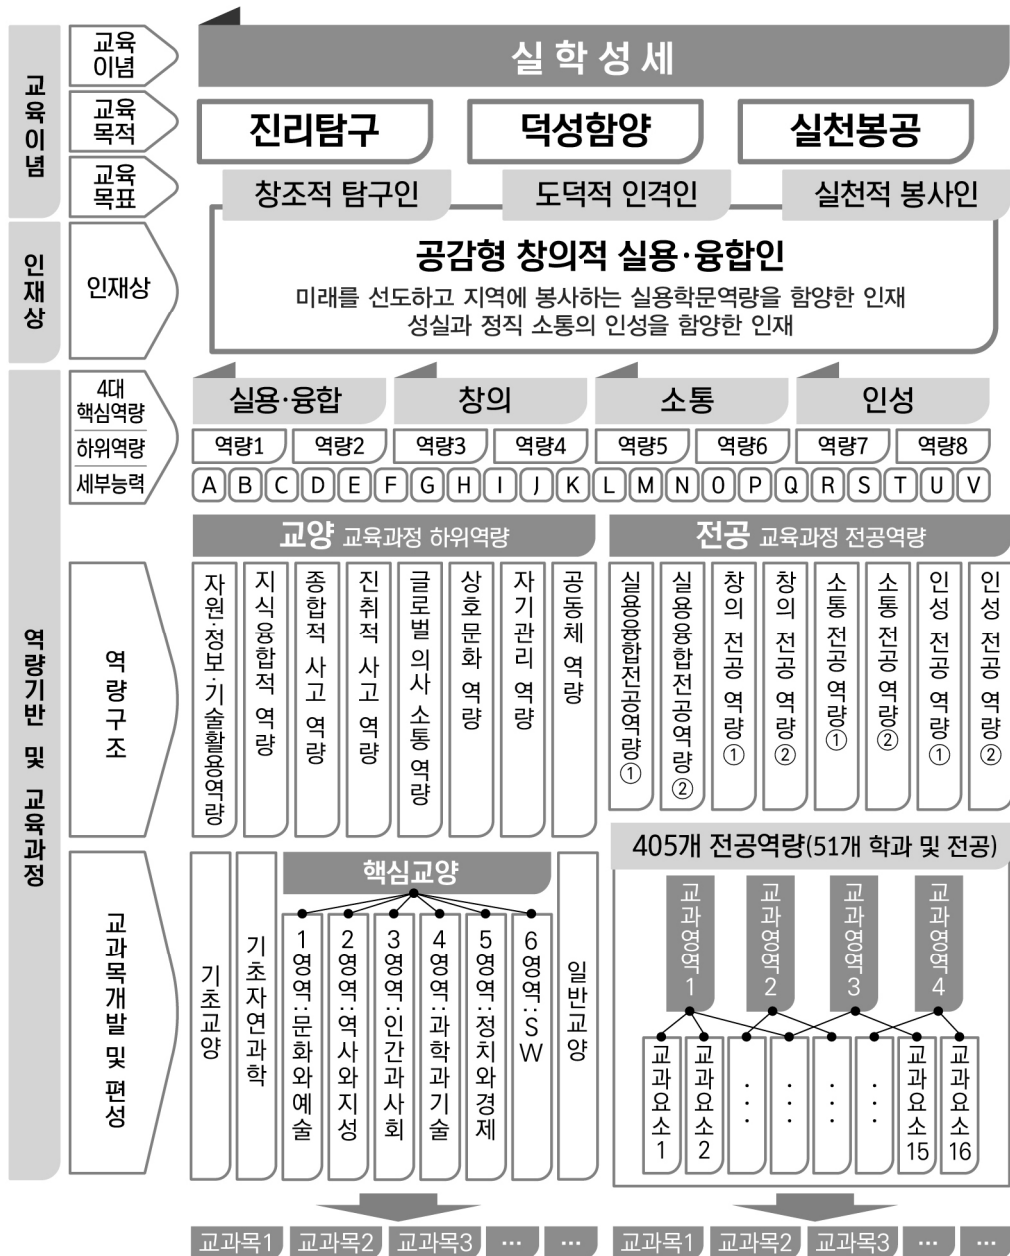 교육이념
교육
이념
실학성세
교육
목적
진리탐구
덕성함양
실천봉공
교육
목표
창조적 탐구인
도덕적 인격인
실천적 봉사인
인재상
인재상
공감형 창의적 실용·융합인
미래를 선도하고 지역에 봉사하는 실용학문역량을 함양한 인재
성실과 정직 소통의 인성을 함양한 인재
역량기반 및 교육과정
4대
핵심역량
실용·융합
창의
소통
인성
하위역량
역량1
역량2
역량3
역량4
역량5
역량6
역량7
역량8
세부능력
A B C D E F G H I J K L M N O P Q R S T U V
역량구조
교양 교육과정 하위역량
자원·정보·기술활용역량
지식융합적 역량
종합적 사고 역량
진취적 사고 역량
글로벌 의사 소통 역량
상호문화 역량
자기관리 역량
공동체 역량
전공 교육과정 전공역량
실용융합전공역량①
실용융합전공역량②
창의 전공 역량①
창의 전공 역량②
소통 전공 역량①
소통 전공 역량②
인성 전공 역량①
인성 전공 역량②
교과목개발 및 편성
기초교양
기초자연과학
핵심교양
1영역:문화와예술
2영역:역사와지성
3영역:인간과사회
4영역:과학과기술
5영역:정치와경제
6영역:SW
일반교양
405개 전공역량(51개 학과 및 전공)
교과영역1
교과영역2
교과영역3
교과영역4
교과요소1
교과요소2
···
···
···
···
교과요소15
교과요소16
교과목1
교과목2
교과목3
···
···
교과목1
교과목2
교과목3
···
···